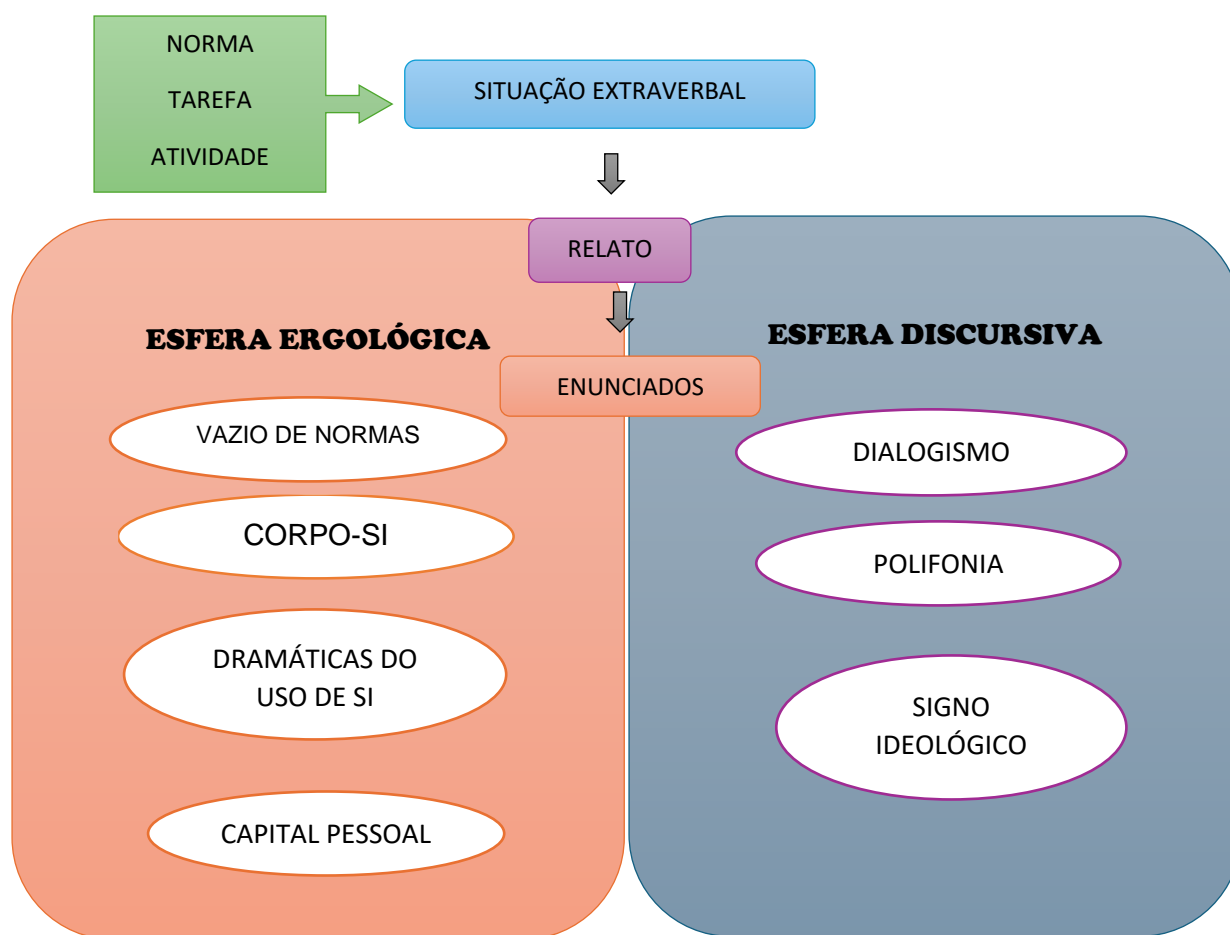 NORMA
TAREFA
ATIVIDADE
SITUAÇÃO EXTRAVERBAL
RELATO
ESFERA ERGOLÓGICA
ESFERA DISCURSIVA
ENUNCIADOS
VAZIO DE NORMAS
CORPO-SI
DRAMÁTICAS DO
USO DE SI
CAPITAL PESSOAL
DIALOGISMO
POLIFONIA
SIGNO
IDEOLÓGICO